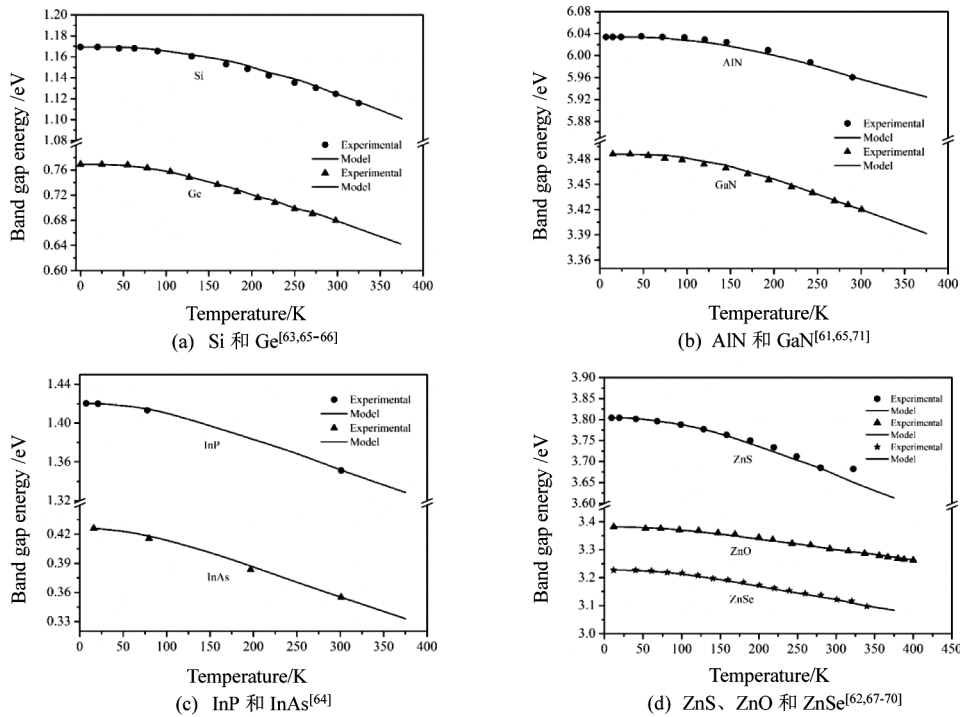 1.20
1.18
1.16
1.14
1.12
1.10
1.08
0.76
0.72
0.68
0.64
0.60
Band gap energy /eV
Si
Ge
Experimental
Model
Experimental
Model
0 50 100 150 200 250 300 350 400
Temperature/K
(a) Si 和 Ge[63,65-66]
6.08
6.04
6.00
5.96
5.92
5.88
3.48
3.45
3.42
3.39
3.36
Band gap energy /eV
AlN
GaN
Experimental
Model
Experimental
Model
0 50 100 150 200 250 300 350 400
Temperature/K
(b) AlN 和 GaN[61,65,71]
1.44
1.40
1.36
1.32
0.42
0.39
0.36
0.33
Band gap energy /eV
InP
InAs
Experimental
Model
Experimental
Model
0 50 100 150 200 250 300 350 400
Temperature/K
(c) InP 和 InAs[64]
3.90
3.85
3.80
3.75
3.70
3.65
3.60
3.4
3.3
3.2
3.1
3.0
Band gap energy /eV
ZnS
ZnO
ZnSe
Experimental
Model
Experimental
Model
Experimental
Model
0 50 100 150 200 250 300 350 400 450
Temperature/K
(d) ZnS、ZnO 和 ZnSe[62,67-70]